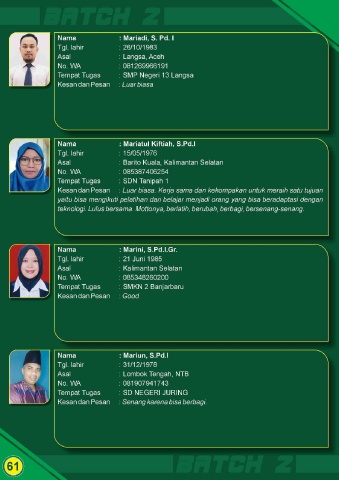 BATCH 2
Nama : Mariadi, S. Pd. I
Tgl. lahir : 26/10/1983
Asal : Langsa, Aceh
No. WA : 081269966191
Tempat Tugas : SMP Negeri 13 Langsa
Kesan dan Pesan : Luar biasa
Nama : Mariatul Kiftiah, S.Pd.I
Tgl. lahir : 15/05/1976
Asal : Barito Kuala, Kalimantan Selatan
No. WA : 085387406254
Tempat Tugas : SDN Tanipah 1
Kesan dan Pesan : Luar biasa. Kerja sama dan kekompakan untuk meraih satu tujuan
yaitu bisa mengikuti pelatihan dan belajar menjadi orang yang bisa beradaptasi dengan
teknologi. Lulus bersama. Mottonya, berlatih, berubah, berbagi, bersenang-senang.
Nama : Marini, S.Pd.I.Gr.
Tgl. lahir : 21 Juni 1985
Asal : Kalimantan Selatan
No. WA : 085348260200
Tempat Tugas : SMKN 2 Banjarbaru
Kesan dan Pesan : Good
Nama : Mariun, S.Pd.I
Tgl. lahir : 31/12/1976
Asal : Lombok Tengah, NTB
No. WA : 081907941743
Tempat Tugas : SD NEGERI JURING
Kesan dan Pesan : Senang karena bisa berbagi.
61
BATCH 2